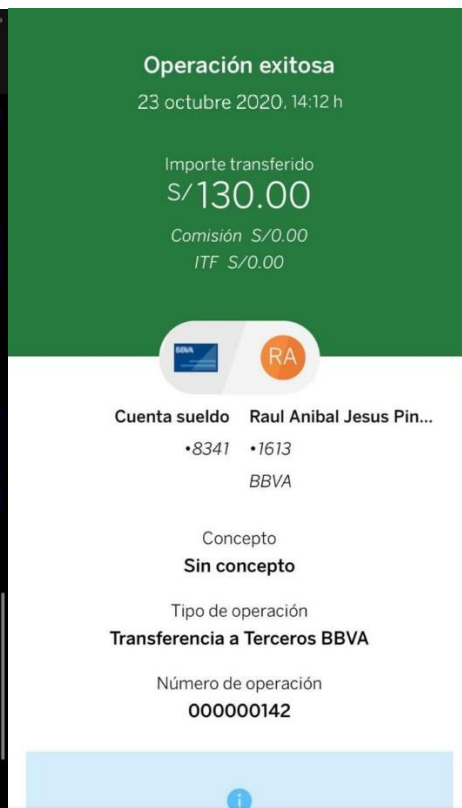 Operación exitosa
23 octubre 2020, 14:12 h
Importe transferido
S/130.00
Comisión S/0.00
ITF S/0.00
BBVA
RA
Cuenta sueldo Raul Anibal Jesus Pin...
•8341 •1613
BBVA
Concepto
Sin concepto
Tipo de operación
Transferencia a Terceros BBVA
Número de operación
000000142
i